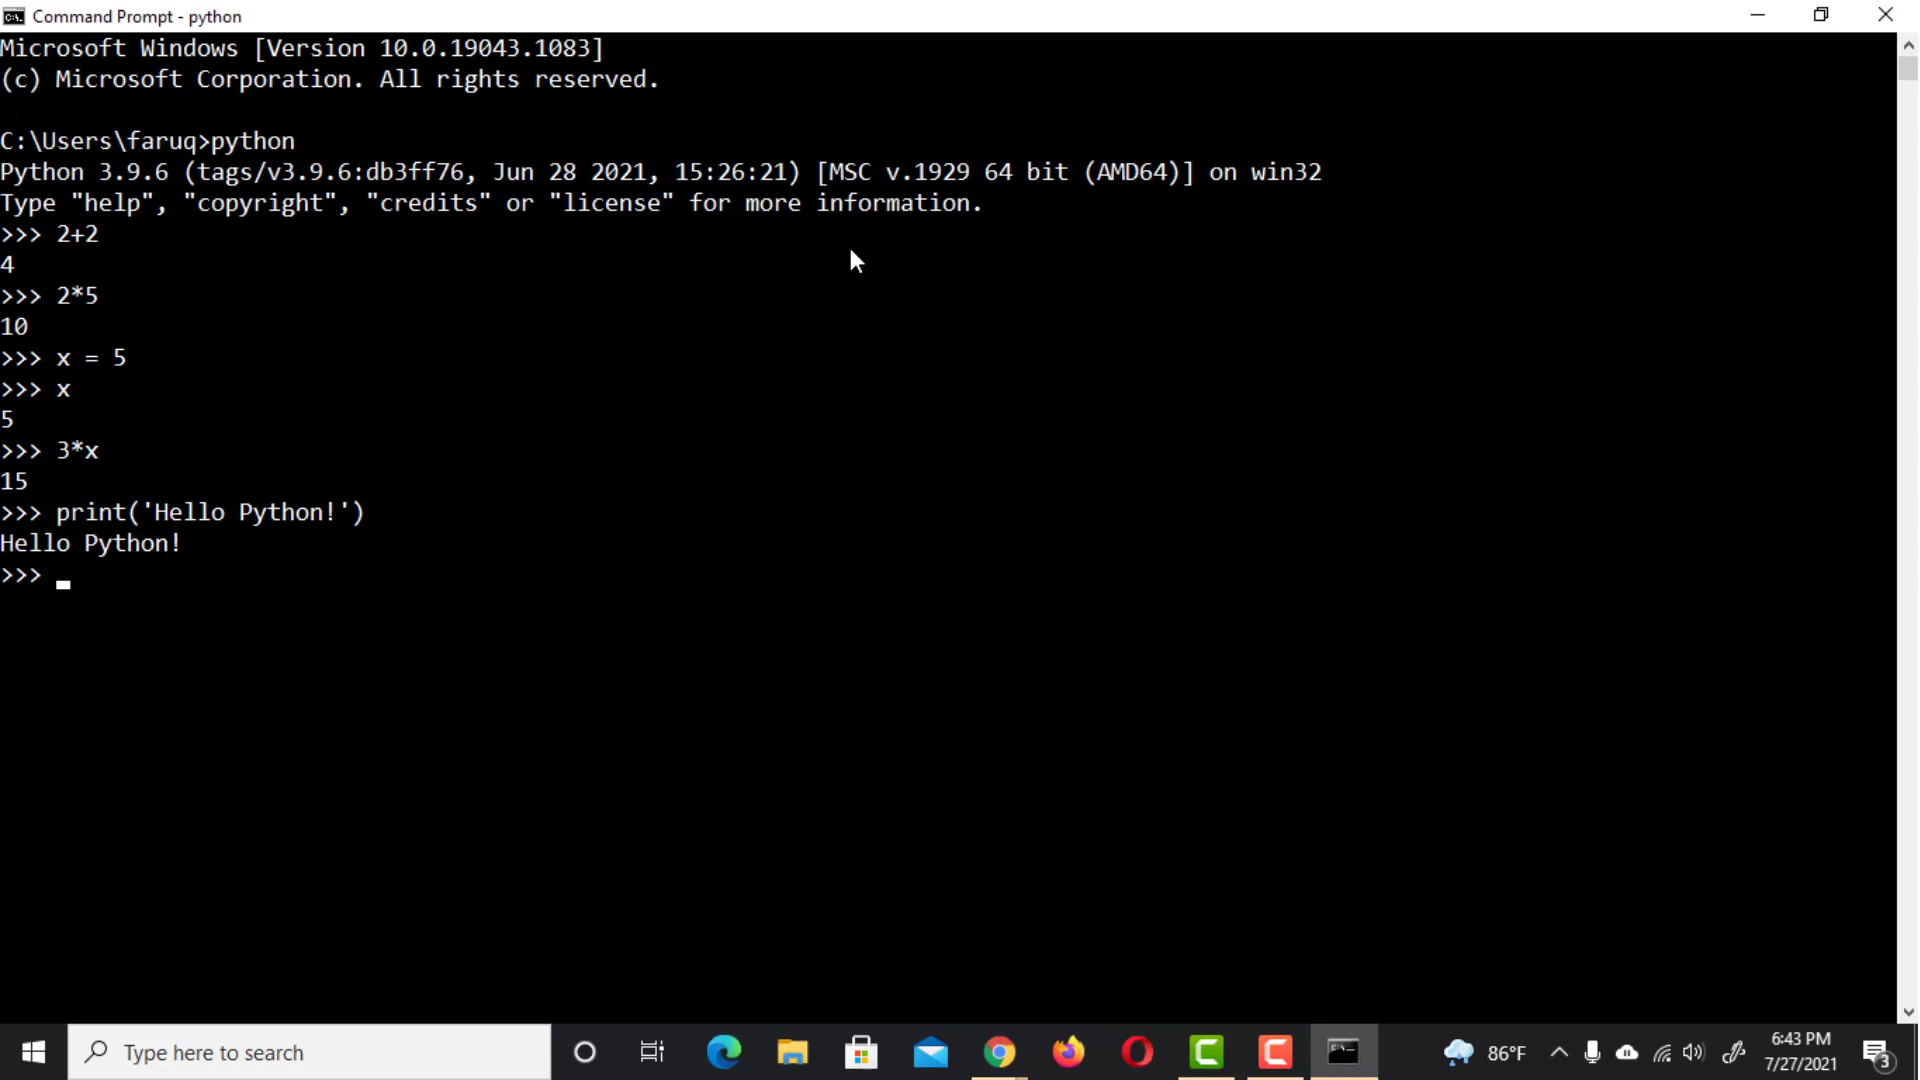 Command Prompt - python
Microsoft Windows [Version 10.0.19043.1083]
(c) Microsoft Corporation. All rights reserved.
C:\Users\faruq>python
Python 3.9.6 (tags/v3.9.6:db3ff76, Jun 28 2021, 15:26:21) [MSC v.1929 64 bit (AMD64)] on win32
Type "help", "copyright", "credits" or "license" for more information.
>>> 2+2
4
>>> 2*5
10
>>> x = 5
>>> x
5
>>> 3*x
15
>>> print('Hello Python!')
Hello Python!
>>>
Type here to search
86°F
6:43 PM
7/27/2021
3